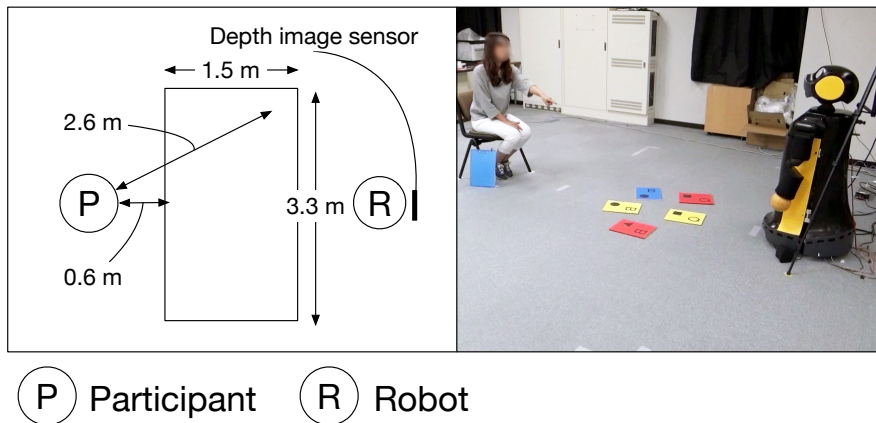 Depth image sensor
1.5 m
2.6 m
P
3.3 m
R
0.6 m
P Participant R Robot